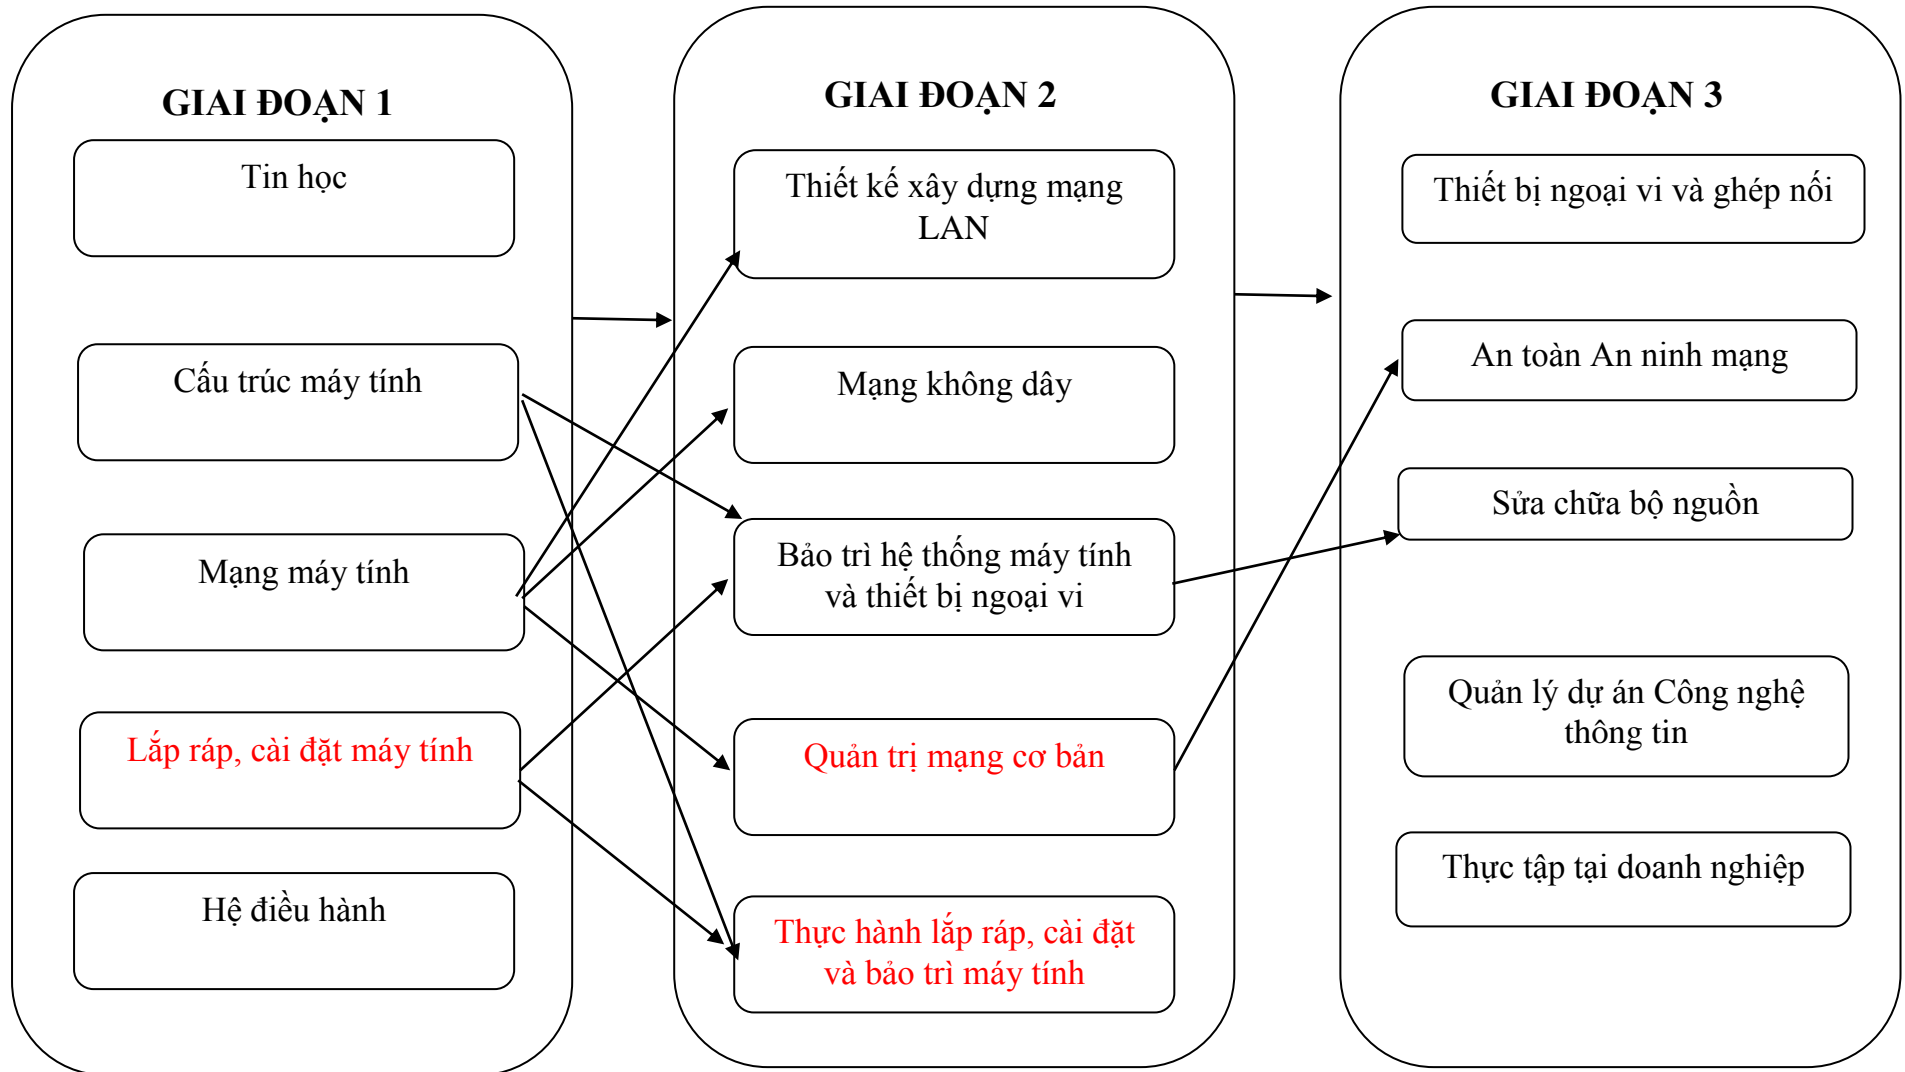 GIAI ĐOẠN 1
Tin học
Cấu trúc máy tính
Mạng máy tính
Lắp ráp, cài đặt máy tính
Hệ điều hành
GIAI ĐOẠN 2
Thiết kế xây dựng mạng
LAN
Mạng không dây
Bảo trì hệ thống máy tính
và thiết bị ngoại vi
Quản trị mạng cơ bản
Thực hành lắp ráp, cài đặt
và bảo trì máy tính
GIAI ĐOẠN 3
Thiết bị ngoại vi và ghép nối
An toàn An ninh mạng
Sửa chữa bộ nguồn
Quản lý dự án Công nghệ
thông tin
Thực tập tại doanh nghiệp